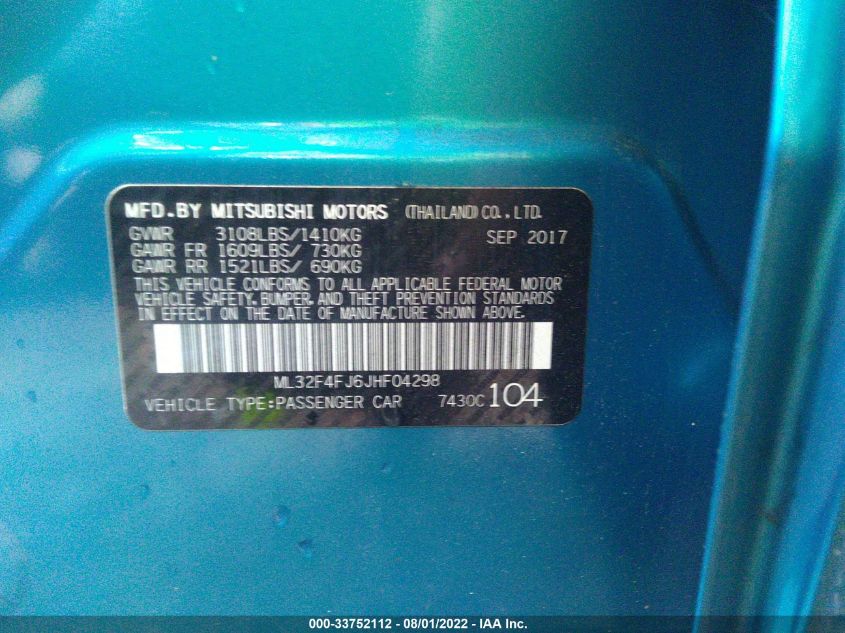 MFD. BY MITSUBISHI MOTORS (THAILAND) CO., LTD.
GVWR 3108LBS/1410KG SEP 2017
GAWR FR 1609LBS/ 730KG
GAWR RR 1521LBS/ 690KG
THIS VEHICLE CONFORMS TO ALL APPLICABLE FEDERAL MOTOR
VEHICLE SAFETY, BUMPER, AND THEFT PREVENTION STANDARDS
IN EFFECT ON THE DATE OF MANUFACTURE SHOWN ABOVE.
ML32F4FJ6JHF04298
VEHICLE TYPE:PASSENGER CAR 7430C 104
000-33752112 - 08/01/2022 - IAA Inc.